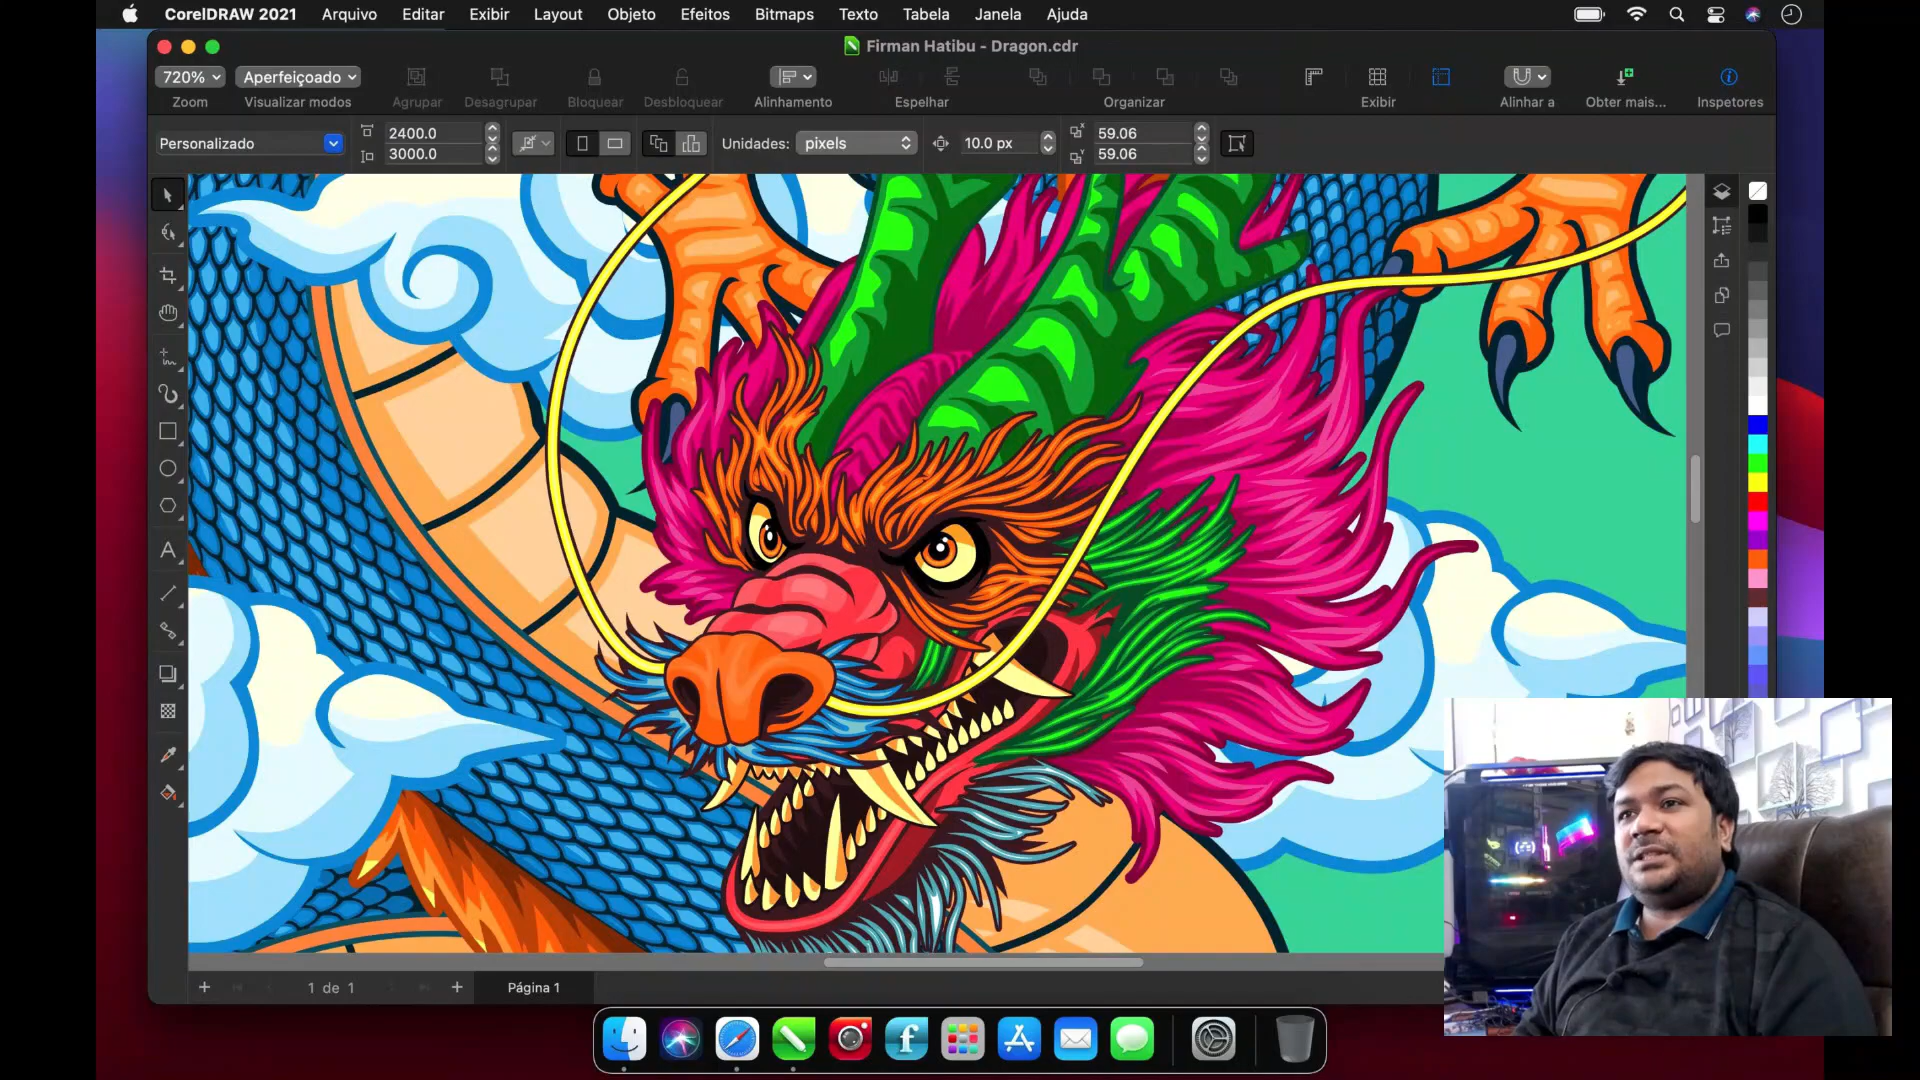 CorelDRAW 2021 Arquivo Editar Exibir Layout Objeto Efeitos Bitmaps Texto Tabela Janela Ajuda
Firman Hatibu - Dragon.cdr
720% Aperfeiçoado
Zoom Visualizar modos Agrupar Desagrupar Bloquear Desbloquear Alinhamento Espelhar Organizar Exibir Alinhar a Obter mais... Inspetores
Personalizado 2400.0 3000.0 Unidades: pixels 10.0 px 59.06 59.06
1 de 1 Página 1